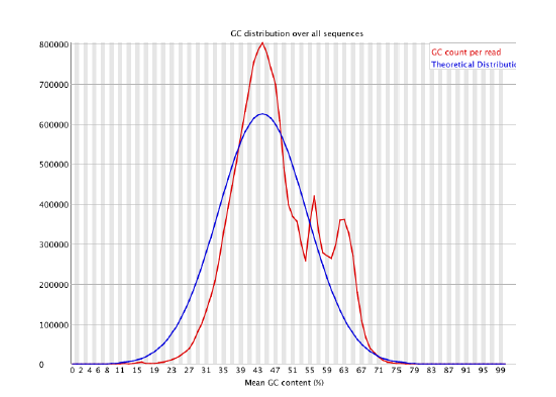 GC distribution over all sequences
GC count per read
Theoretical Distributio
800000
700000
600000
500000
400000
300000
200000
100000
0
0 2 4 6 8 11 15 19 23 27 31 35 39 43 47 51 55 59 63 67 71 75 79 83 87 91 95 99
Mean GC content (%)